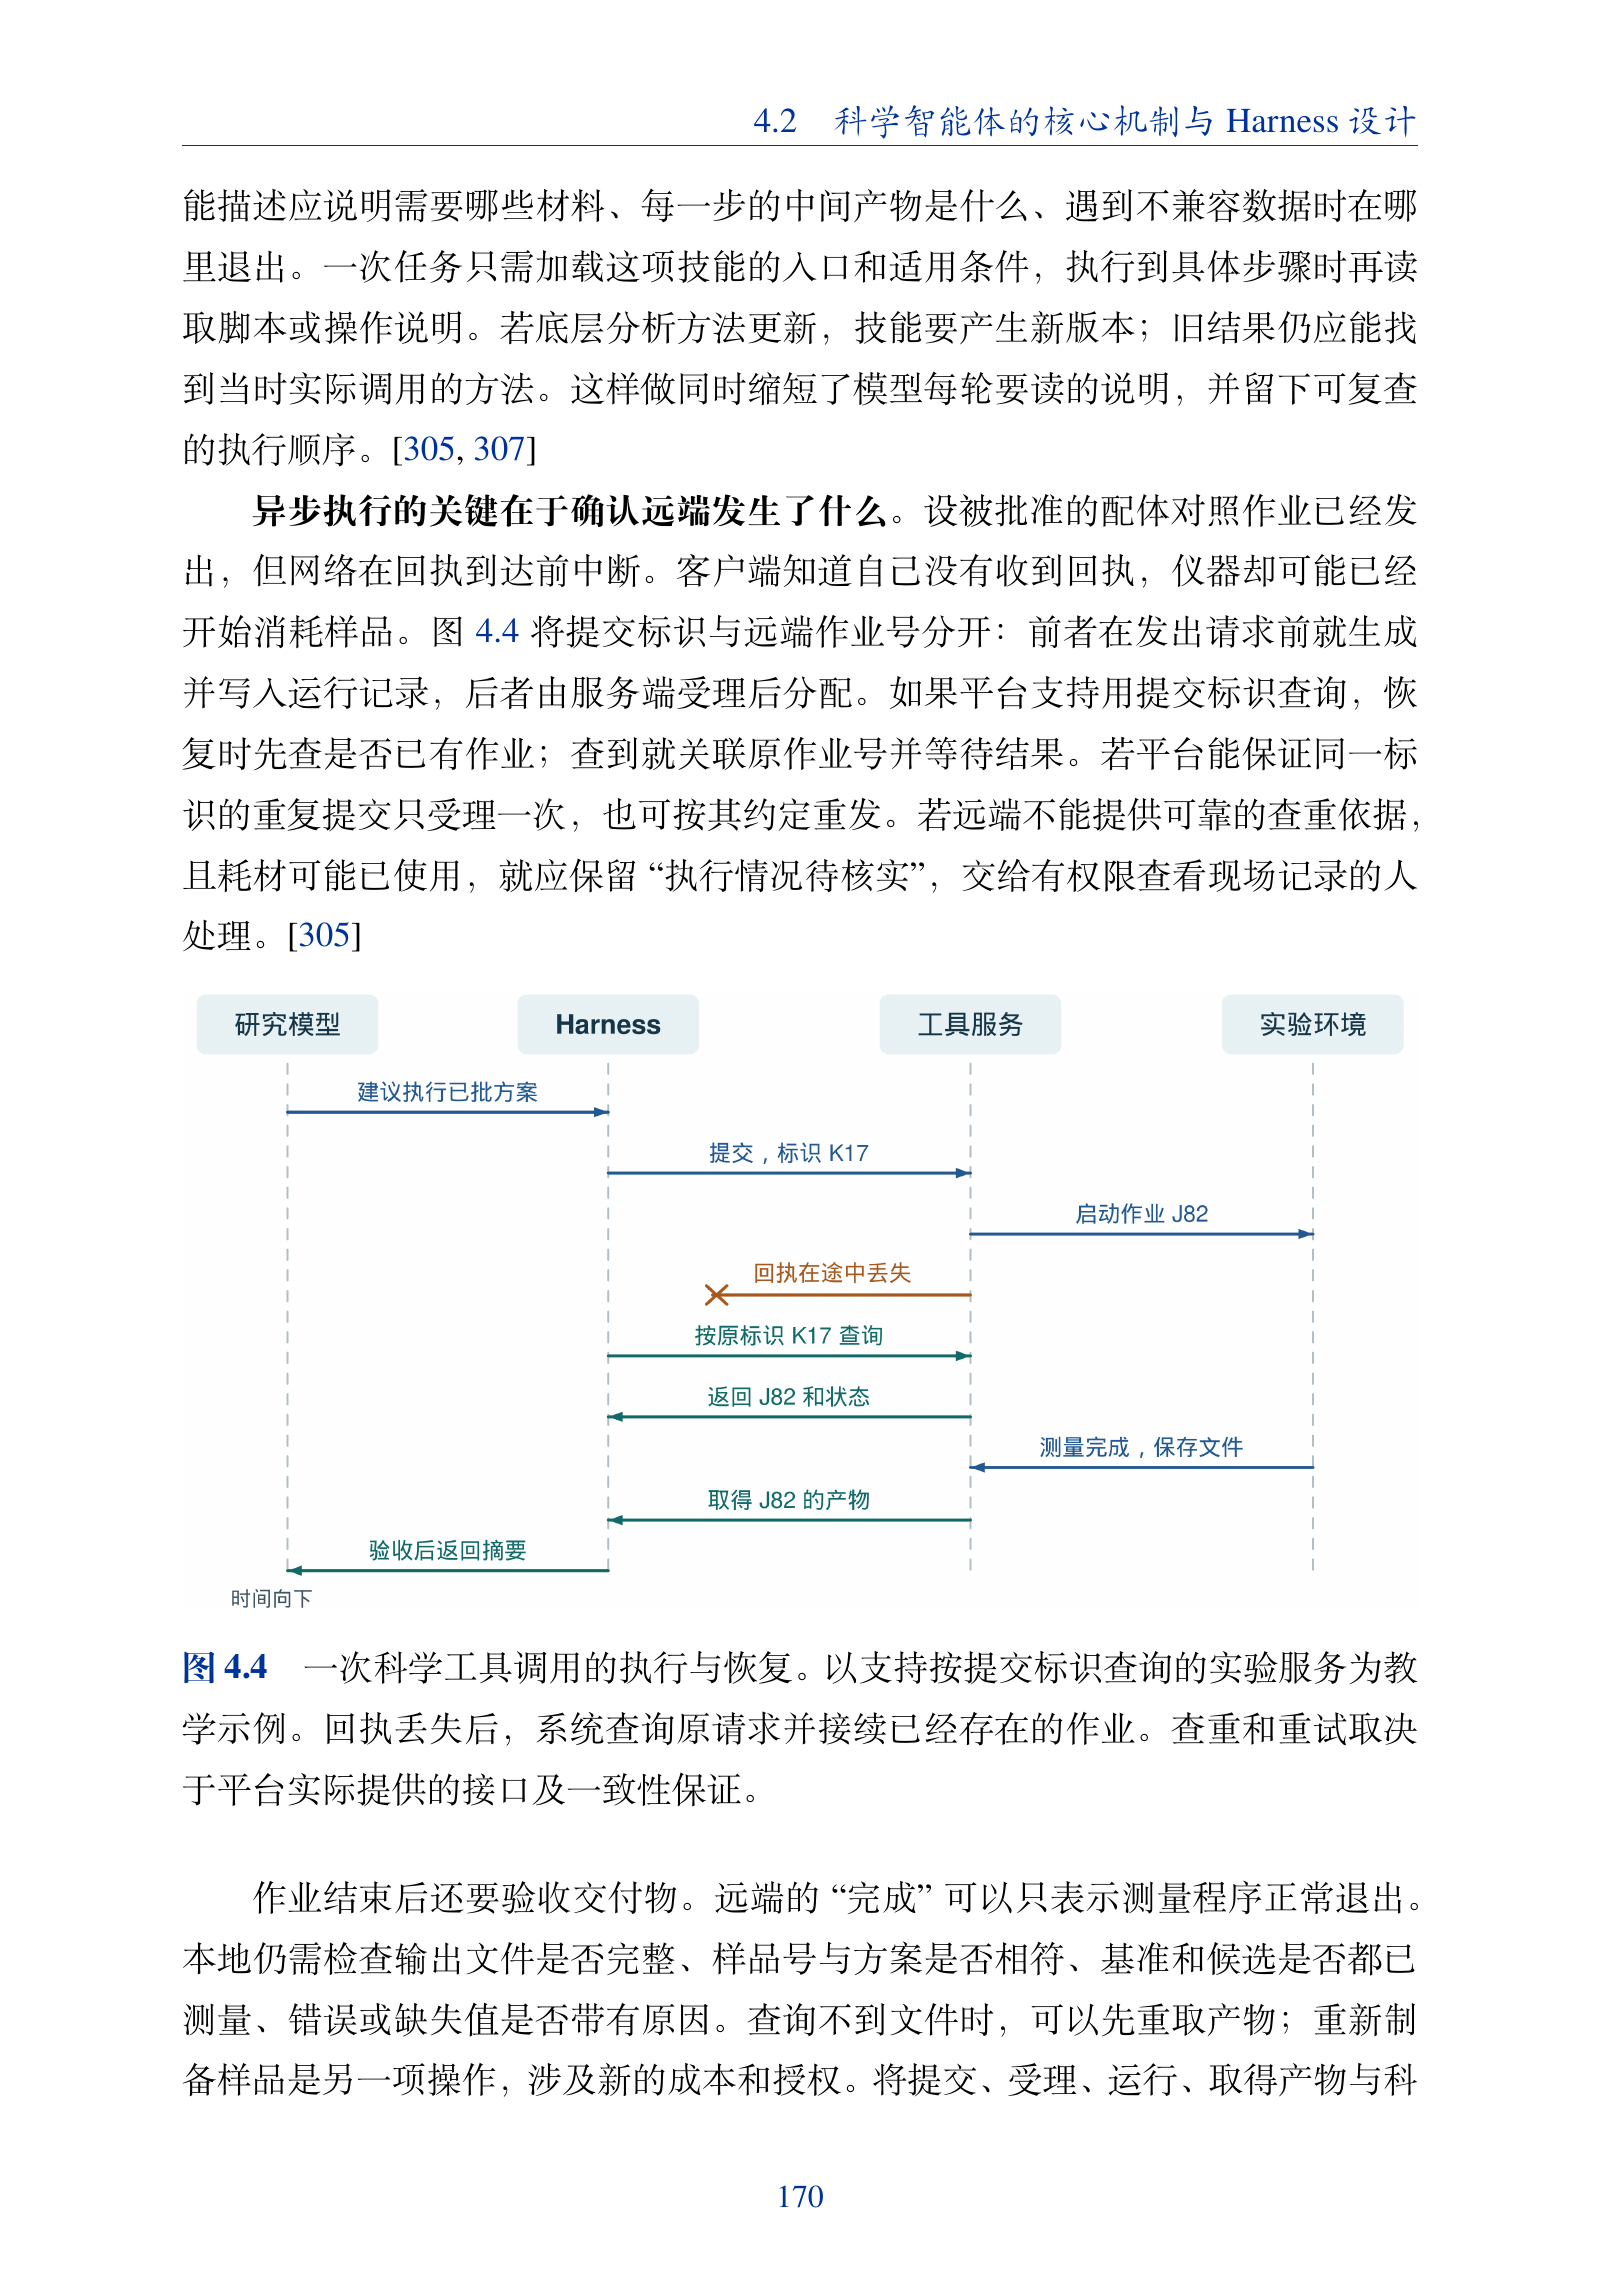 4.2 科学智能体的核心机制与 Harness 设计
能描述应说明需要哪些材料、每一步的中间产物是什么、遇到不兼容数据时在哪
里退出。一次任务只需加载这项技能的入口和适用条件，执行到具体步骤时再读
取脚本或操作说明。若底层分析方法更新，技能要产生新版本；旧结果仍应能找
到当时实际调用的方法。这样做同时缩短了模型每轮要读的说明，并留下可复查
的执行顺序。[305, 307]
异步执行的关键在于确认远端发生了什么。设被批准的配体对照作业已经发
出，但网络在回执到达前中断。客户端知道自己没有收到回执，仪器却可能已经
开始消耗样品。图 4.4 将提交标识与远端作业号分开：前者在发出请求前就生成
并写入运行记录，后者由服务端受理后分配。如果平台支持用提交标识查询，恢
复时先查是否已有作业；查到就关联原作业号并等待结果。若平台能保证同一标
识的重复提交只受理一次，也可按其约定重发。若远端不能提供可靠的查重依据，
且耗材可能已使用，就应保留“执行情况待核实”，交给有权限查看现场记录的人
处理。[305]
研究模型 Harness 工具服务 实验环境
建议执行已批方案
提交，标识 K17
启动作业 J82
回执在途中丢失
按原标识 K17 查询
返回 J82 和状态
测量完成，保存文件
取得 J82 的产物
验收后返回摘要
时间向下
图 4.4 一次科学工具调用的执行与恢复。以支持按提交标识查询的实验服务为教
学示例。回执丢失后，系统查询原请求并接续已经存在的作业。查重和重试取决
于平台实际提供的接口及一致性保证。
作业结束后还要验收交付物。远端的“完成”可以只表示测量程序正常退出。
本地仍需检查输出文件是否完整、样品号与方案是否相符、基准和候选是否都已
测量、错误或缺失值是否带有原因。查询不到文件时，可以先重取产物；重新制
备样品是另一项操作，涉及新的成本和授权。将提交、受理、运行、取得产物与科
170